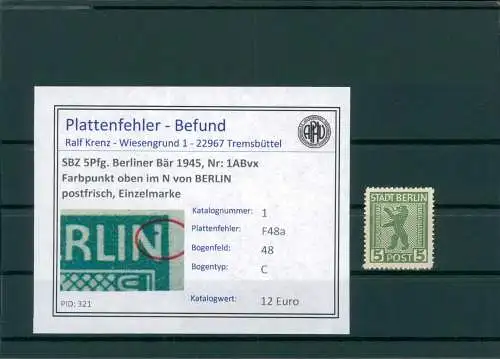 Plattenfehler - Befund
Ralf Krenz - Wiesengrund 1 - 22967 Tremsbüttel
APAD
SBZ 5Pfg. Berliner Bär 1945, Nr: 1ABvx
Farbpunkt oben im N von BERLIN
postfrisch, Einzelmarke
RLIN
Katalognummer: 1
Plattenfehler: F48a
Bogenfeld: 48
Bogentyp: C
Katalogwert: 12 Euro
PID: 321
STADT BERLIN
5 POST 5